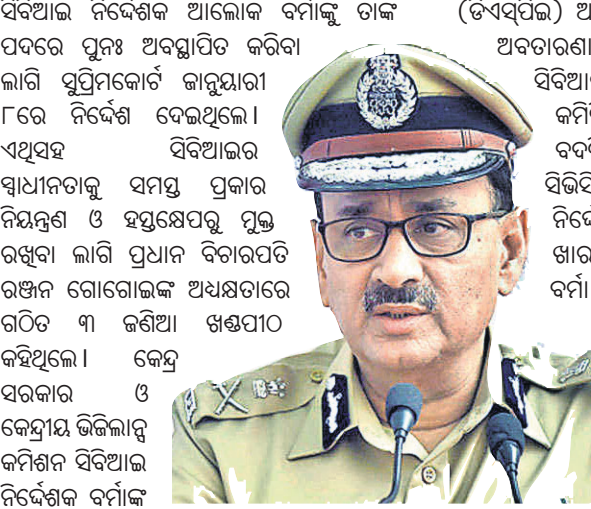 ସିବିଆଇ ନିର୍ଦ୍ଦେଶକ ଆଲୋକ ବର୍ମାଙ୍କୁ ତାଙ୍କ
ପଦରେ ପୁନଃ ଅବସ୍ଥାପିତ କରିବା
ଲାଗି ସୁପ୍ରିମକୋର୍ଟ ଜାନୁୟାରୀ
୮ରେ ନିର୍ଦ୍ଦେଶ ଦେଇଥିଲେ।
ଏଥିସହ ସିବିଆଇର
ସ୍ୱାଧୀନତାକୁ ସମସ୍ତ ପ୍ରକାର
ନିୟନ୍ତ୍ରଣ ଓ ହସ୍ତକ୍ଷେପରୁ ମୁକ୍ତ
ରଖିବା ଲାଗି ପ୍ରଧାନ ବିଚାରପତି
ରଞ୍ଜନ ଗୋଗୋଇଙ୍କ ଅଧ୍ୟକ୍ଷତାରେ
ଗଠିତ ୩ ଜଣିଆ ଖଣ୍ଡପୀଠ
କହିଥିଲେ। କେନ୍ଦ୍ର
ସରକାର ଓ
କେନ୍ଦ୍ରୀୟ ଭିଜିଲାନ୍ସ
କମିଶନ ସିବିଆଇ
ନିର୍ଦ୍ଦେଶକ ବର୍ମାଙ୍କ
(ଡିଏସ୍‌ପିଇ)
ଅବତାରଣା
ସିବିଆ
କମି
ସିଭିସି
ନିର୍ଦ୍ଦେ
ଖାର
ବର୍ମା